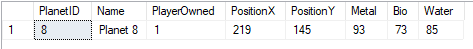 PlanetID Name PlayerOwned PositionX PositionY Metal Bio Water
1 8 Planet 8 1 219 145 93 73 85